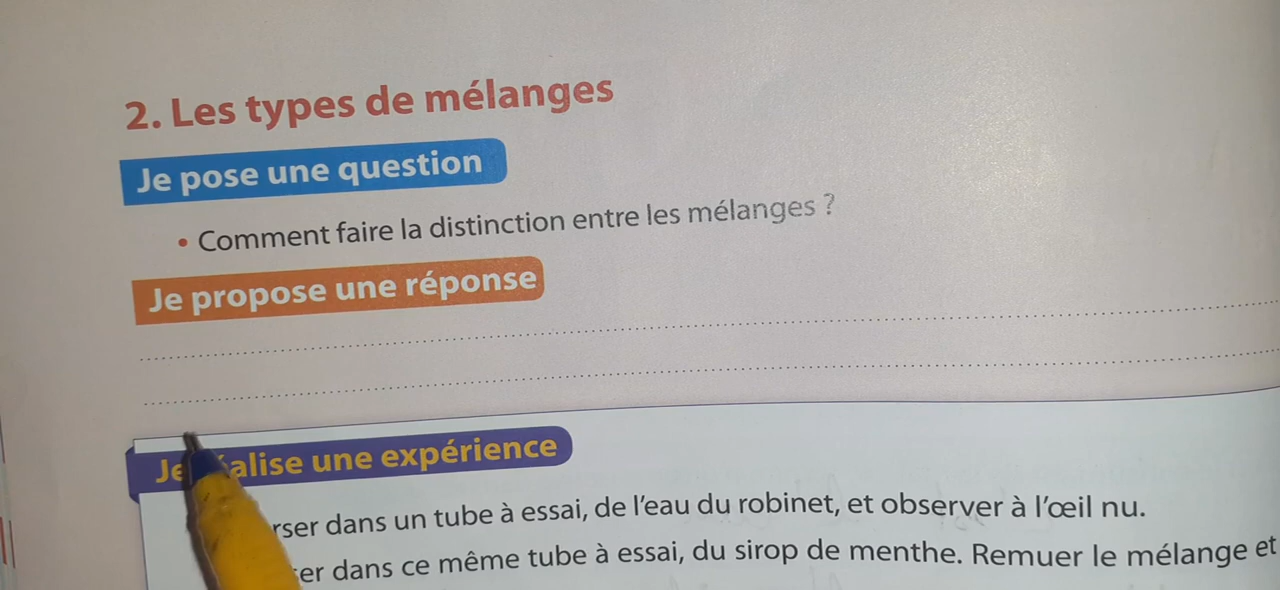 2. Les types de mélanges
Je pose une question
• Comment faire la distinction entre les mélanges ?
Je propose une réponse
Je alise une expérience
rser dans un tube à essai, de l'eau du robinet, et observer à l'œil nu.
er dans ce même tube à essai, du sirop de menthe. Remuer le mélange et